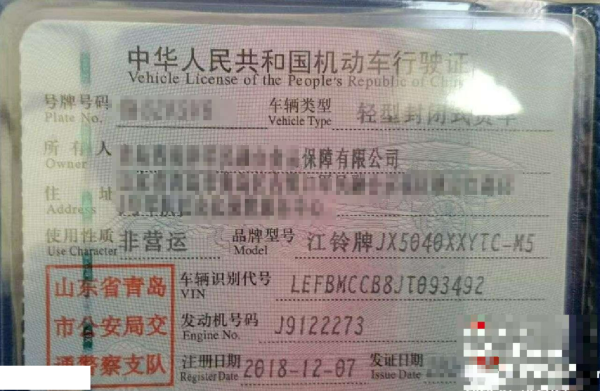 中华人民共和国机动车行驶证
Vehicle License of the People's Republic of China
号牌号码 车辆类型 轻型封闭式货车
Plate No. Vehicle Type
所有人 保障有限公司
Owner
住址
Address
使用性质 非营运 品牌型号 江铃牌JX5040XXYTC-M5
Use Character Model
山东省青岛 车辆识别代号 LEFBMCCB8JT093492
VIN
市公安局交 发动机号码 J9122273
Engine No.
通警察支队 注册日期 2018-12-07 发证日期
Register Date Issue Date